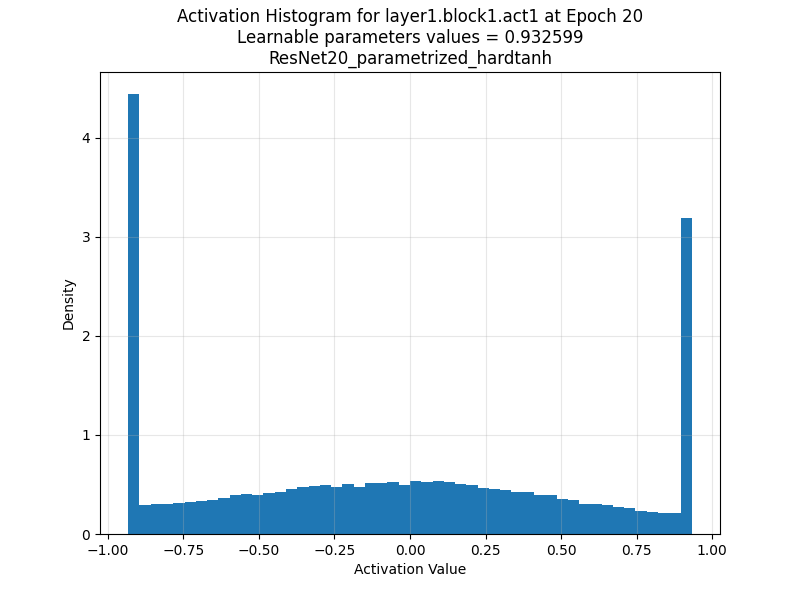 Activation Histogram for layer1.block1.act1 at Epoch 20
Learnable parameters values = 0.932599
ResNet20_parametrized_hardtanh
4
3
2
1
0
Density
−1.00 −0.75 −0.50 −0.25 0.00 0.25 0.50 0.75 1.00
Activation Value